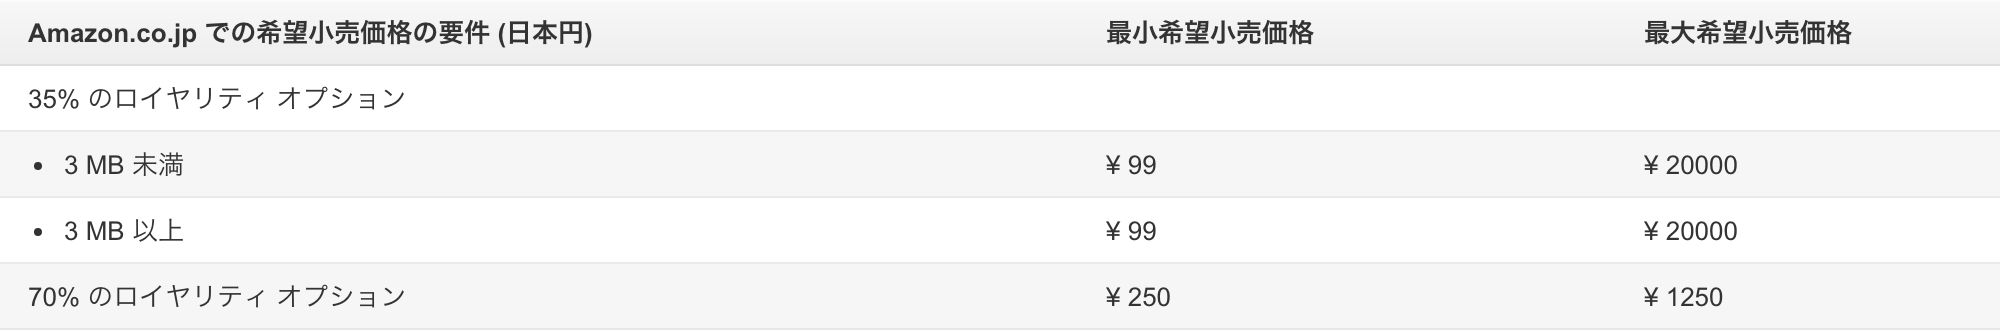 Amazon.co.jp での希望小売価格の要件 (日本円) 最小希望小売価格 最大希望小売価格
35% のロイヤリティ オプション
• 3 MB 未満 ¥ 99 ¥ 20000
• 3 MB 以上 ¥ 99 ¥ 20000
70% のロイヤリティ オプション ¥ 250 ¥ 1250